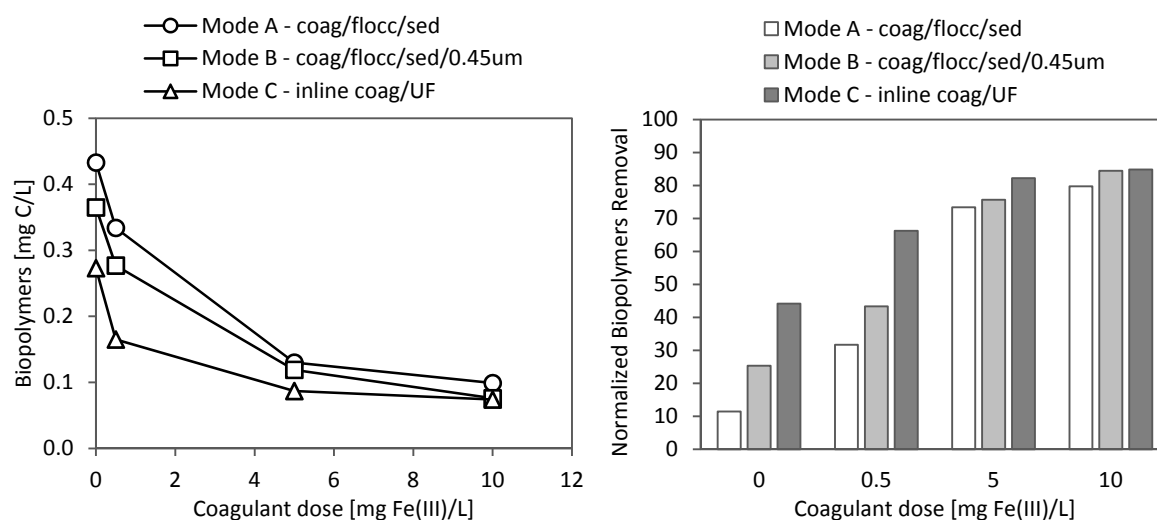 Mode A - coag/flocc/sed
Mode B - coag/flocc/sed/0.45um
Mode C - inline coag/UF
0.5
0.4
0.3
0.2
0.1
0.0
Biopolymers [mg C/L]
0 2 4 6 8 10 12
Coagulant dose [mg Fe(III)/L]
Mode A - coag/flocc/sed
Mode B - coag/flocc/sed/0.45um
Mode C - inline coag/UF
100
90
80
70
60
50
40
30
20
10
0
Normalized Biopolymers Removal
0 0.5 5 10
Coagulant dose [mg Fe(III)/L]